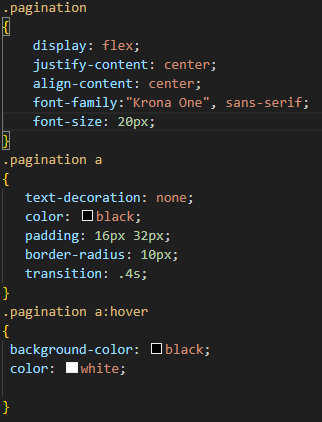 .pagination
{
    display: flex;
    justify-content: center;
    align-content: center;
    font-family:"Krona One", sans-serif;
    font-size: 20px;
}
.pagination a
{
   text-decoration: none;
   color: black;
   padding: 16px 32px;
   border-radius: 10px;
   transition: .4s;
}
.pagination a:hover
{
 background-color: black;
 color: white;

}